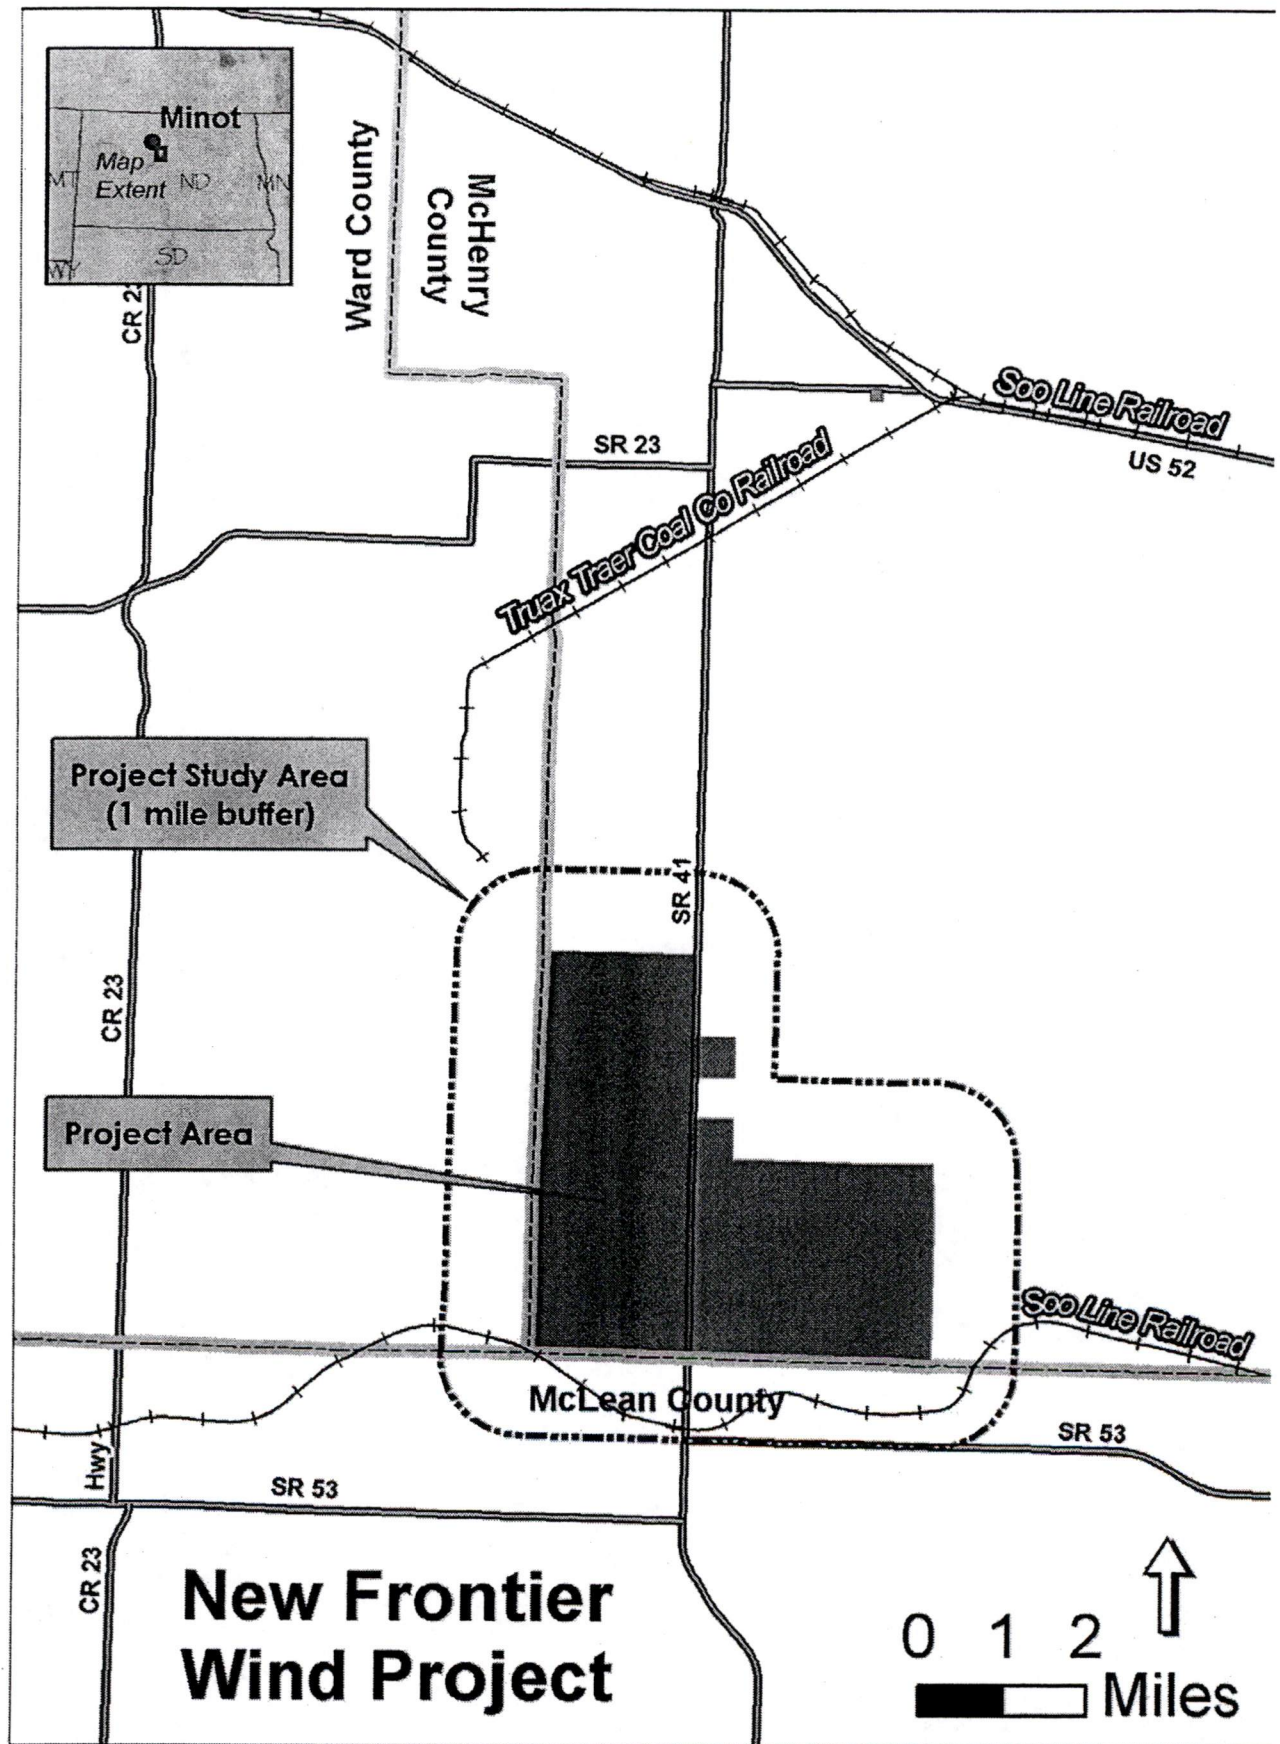 Minot
Map
Extent
MT
ND
MN
SD
WY
Ward County
McHenry
County
Soo Line Railroad
SR 23
US 52
Truax Traer Coal Co Railroad
Project Study Area
(1 mile buffer)
SR 41
CR 23
Project Area
Soo Line Railroad
McLean County
SR 53
Hwy
SR 53
CR 23
New Frontier
Wind Project
0 1 2
Miles